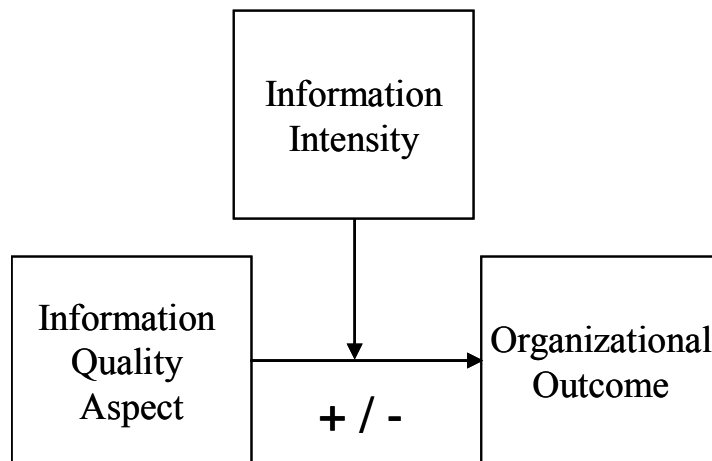 Information
Intensity
Information
Quality
Aspect
Organizational
Outcome
+ / -